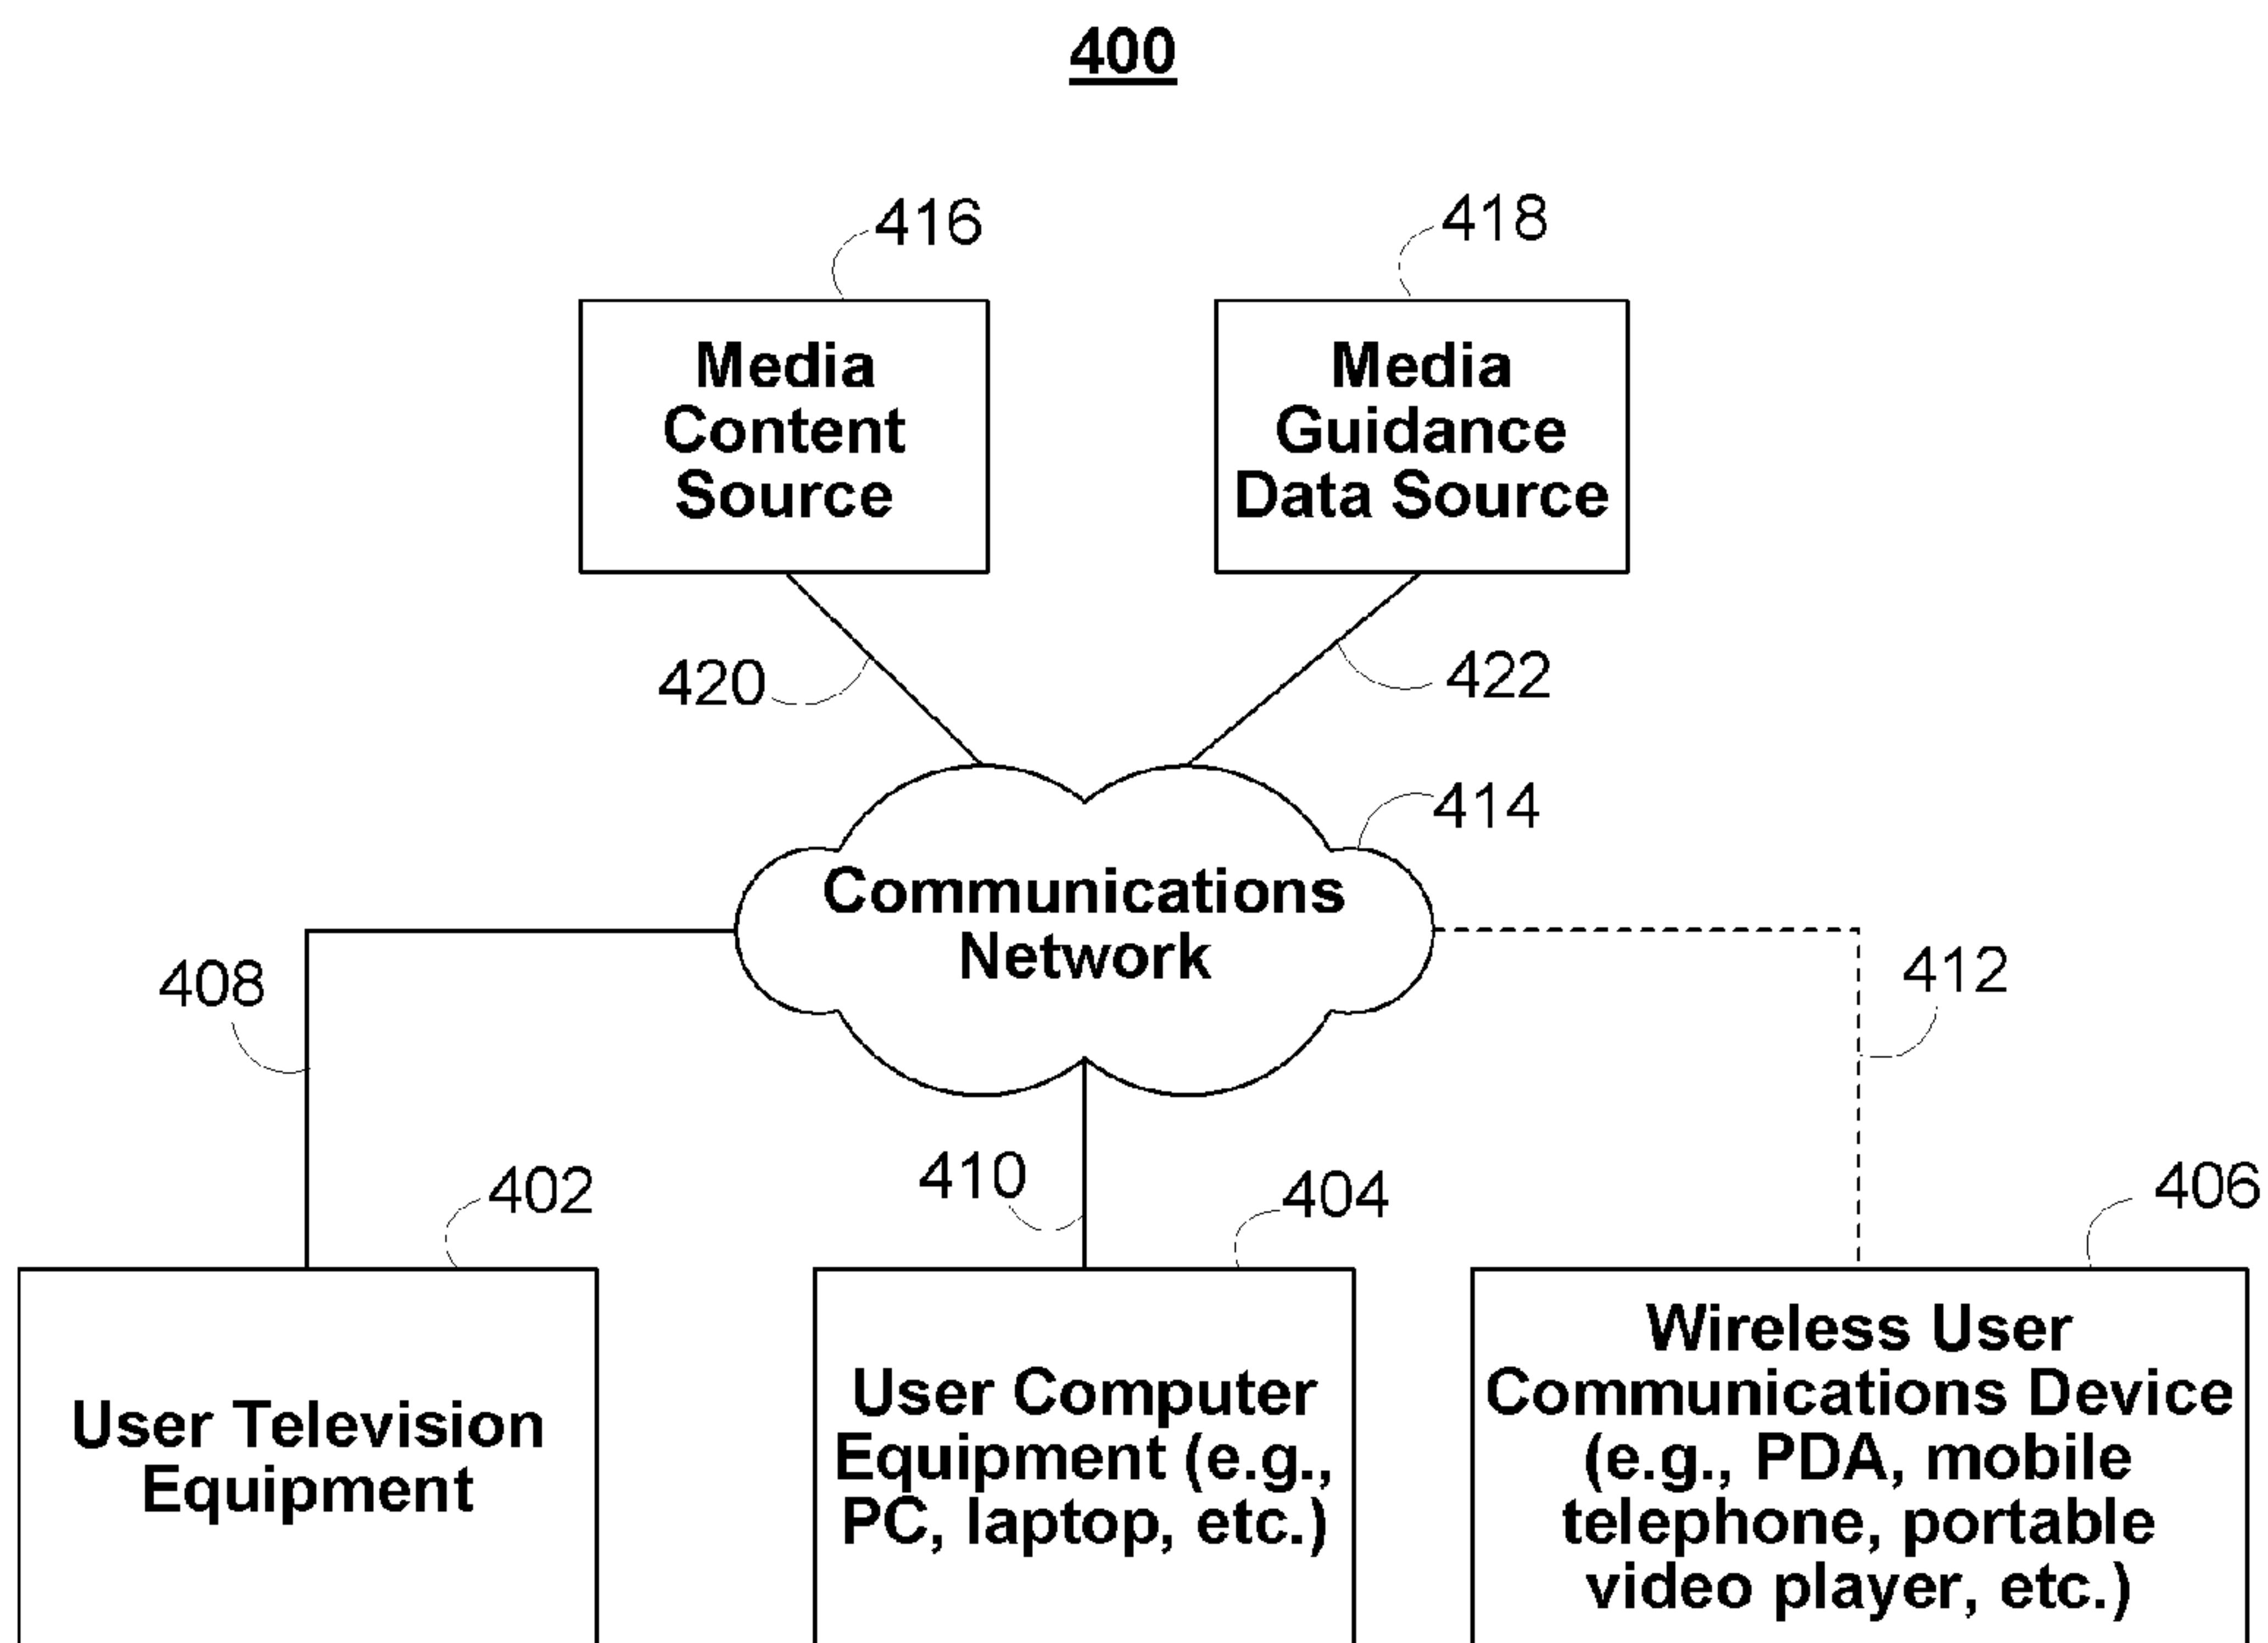 400
416
418
Media
Content
Source
Media
Guidance
Data Source
420
422
414
Communications
Network
408
412
402
410
404
406
User Television
Equipment
User Computer
Equipment (e.g.,
PC, laptop, etc.)
Wireless User
Communications Device
(e.g., PDA, mobile
telephone, portable
video player, etc.)